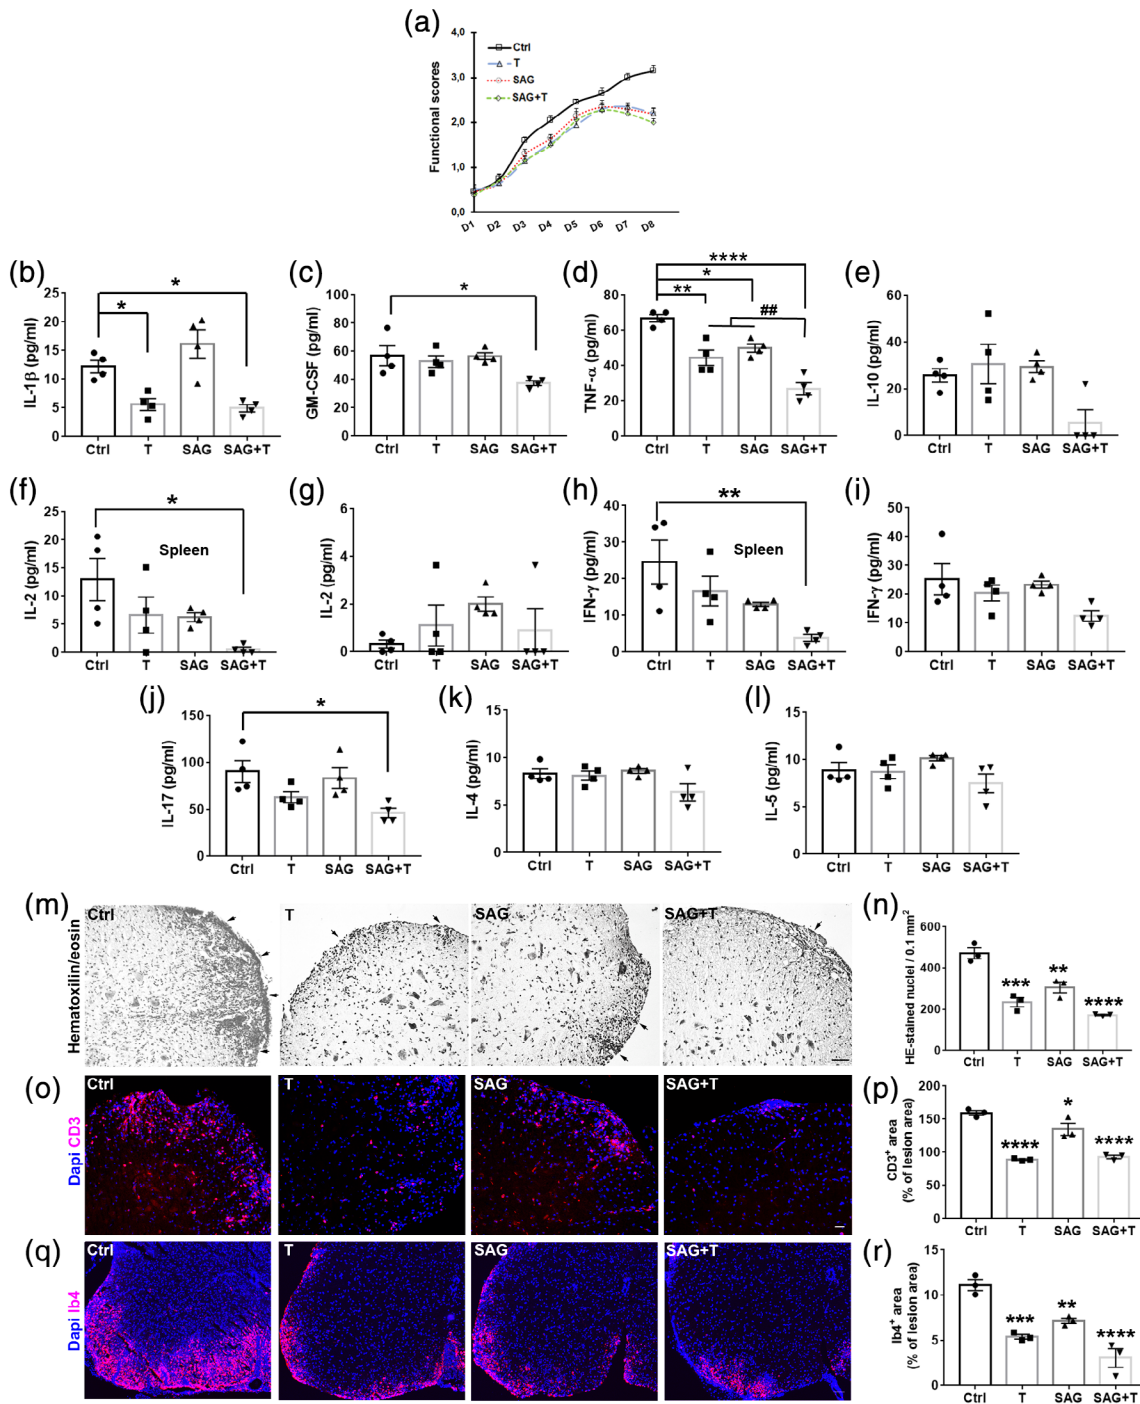 (a)
Functional scores
4,0
3,0
2,0
1,0
0,0
Ctrl
T
SAG
SAG+T
D1 D2 D3 D4 D5 D6 D7 D8
(b) (c) (d) (e)
IL-1β (pg/ml)
25
20
15
10
5
0
*
*
Ctrl T SAG SAG+T
GM-CSF (pg/ml)
100
80
60
40
20
0
*
Ctrl T SAG SAG+T
TNF-α (pg/ml)
80
60
40
20
0
****
*
**
##
Ctrl T SAG SAG+T
IL-10 (pg/ml)
60
40
20
0
Ctrl T SAG SAG+T
(f) (g) (h) (i)
IL-2 (pg/ml)
25
20
15
10
5
0
*
Spleen
Ctrl T SAG SAG+T
IL-2 (pg/ml)
6
4
2
0
Ctrl T SAG SAG+T
IFN-γ (pg/ml)
40
30
20
10
0
**
Spleen
Ctrl T SAG SAG+T
IFN-γ (pg/ml)
50
40
30
20
10
0
Ctrl T SAG SAG+T
(j) (k) (l)
IL-17 (pg/ml)
150
100
50
0
*
Ctrl T SAG SAG+T
IL-4 (pg/ml)
15
10
5
0
Ctrl T SAG SAG+T
IL-5 (pg/ml)
15
10
5
0
Ctrl T SAG SAG+T
(m)
Hematoxilin/eosin
Ctrl T SAG SAG+T
(n)
HE-stained nuclei / 0.1 mm²
600
400
200
0
*** ** ****
Ctrl T SAG SAG+T
(o)
Dapi CD3
Ctrl T SAG SAG+T
(p)
CD3⁺ area
(% of lesion area)
200
150
100
50
0
**** * ****
Ctrl T SAG SAG+T
(q)
Dapi Ib4
Ctrl T SAG SAG+T
(r)
Ib4⁺ area
(% of lesion area)
15
10
5
0
*** ** ****
Ctrl T SAG SAG+T